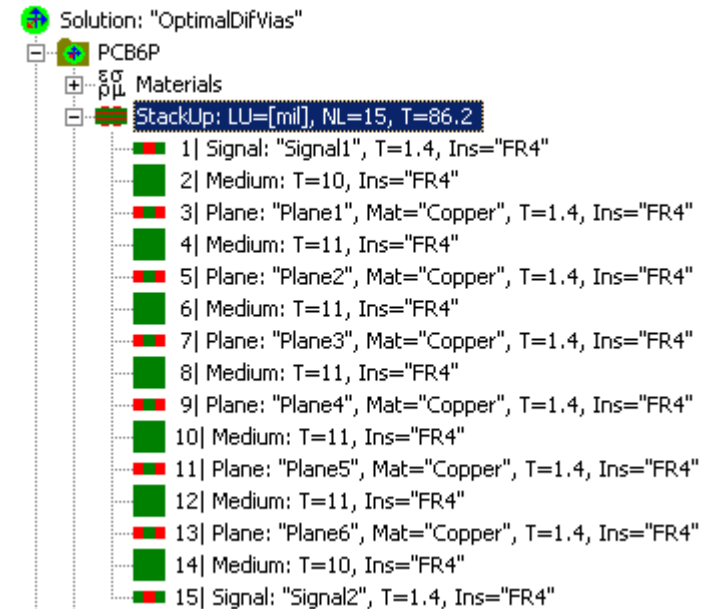 Solution: "OptimalDifVias"
PCB6P
εσ
ρμ Materials
StackUp: LU=[mil], NL=15, T=86.2
1| Signal: "Signal1", T=1.4, Ins="FR4"
2| Medium: T=10, Ins="FR4"
3| Plane: "Plane1", Mat="Copper", T=1.4, Ins="FR4"
4| Medium: T=11, Ins="FR4"
5| Plane: "Plane2", Mat="Copper", T=1.4, Ins="FR4"
6| Medium: T=11, Ins="FR4"
7| Plane: "Plane3", Mat="Copper", T=1.4, Ins="FR4"
8| Medium: T=11, Ins="FR4"
9| Plane: "Plane4", Mat="Copper", T=1.4, Ins="FR4"
10| Medium: T=11, Ins="FR4"
11| Plane: "Plane5", Mat="Copper", T=1.4, Ins="FR4"
12| Medium: T=11, Ins="FR4"
13| Plane: "Plane6", Mat="Copper", T=1.4, Ins="FR4"
14| Medium: T=10, Ins="FR4"
15| Signal: "Signal2", T=1.4, Ins="FR4"